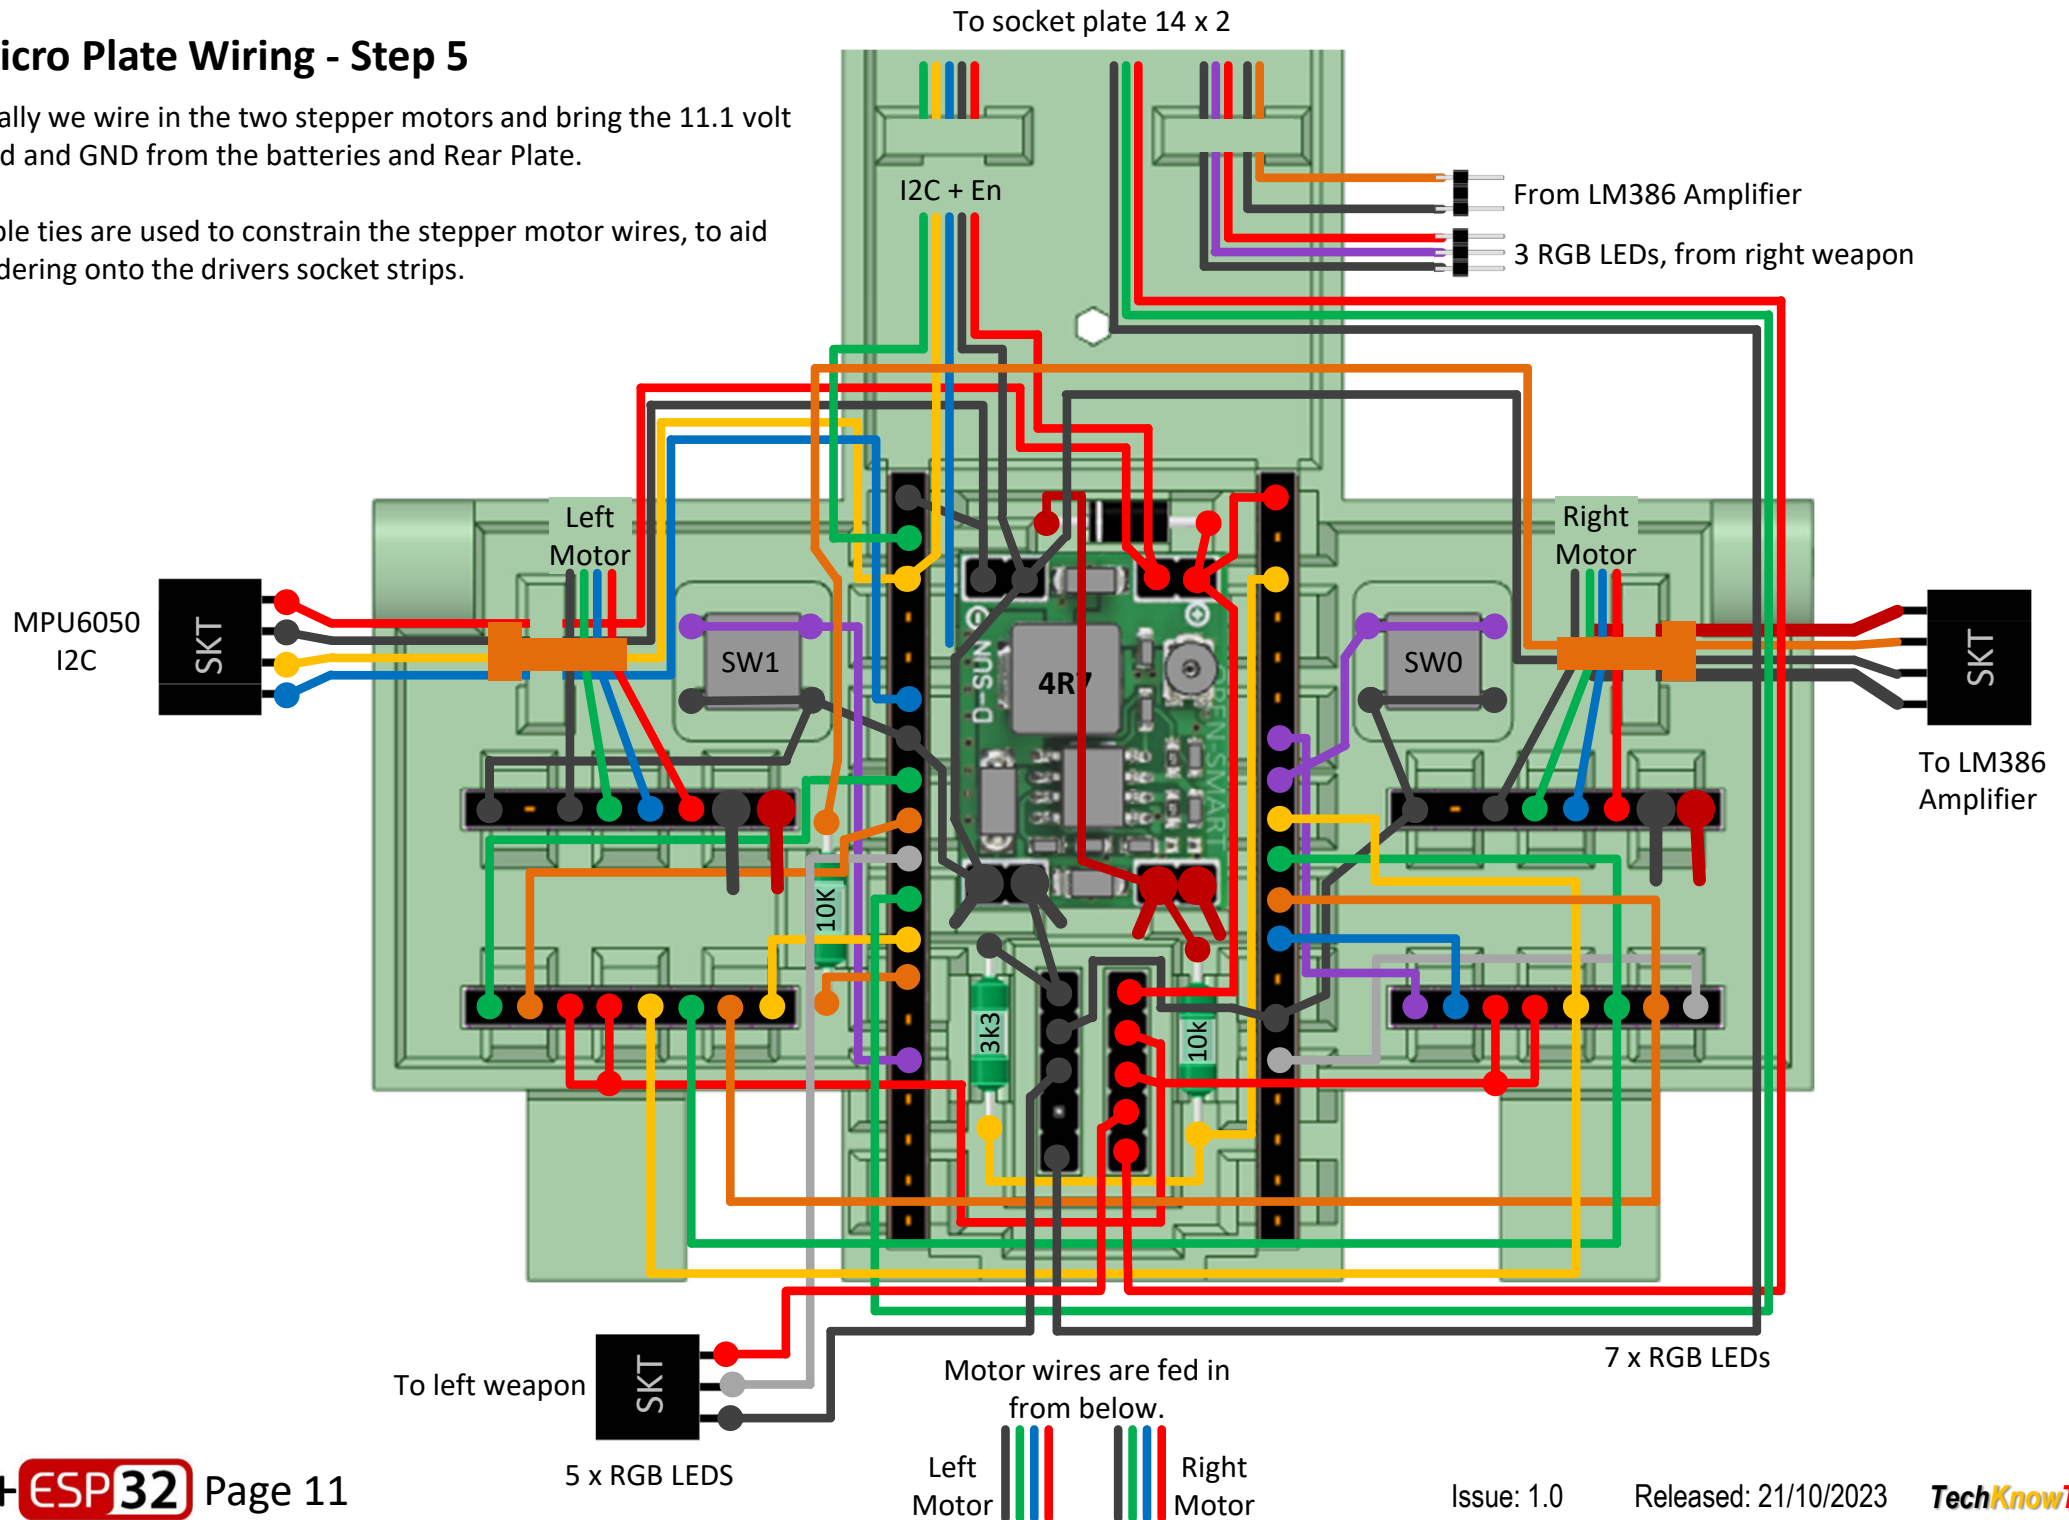 To socket plate 14 x 2
icro Plate Wiring - Step 5
ally we wire in the two stepper motors and bring the 11.1 volt
d and GND from the batteries and Rear Plate.
ble ties are used to constrain the stepper motor wires, to aid
dering onto the drivers socket strips.
I2C + En
From LM386 Amplifier
3 RGB LEDs, from right weapon
Left
Motor
Right
Motor
MPU6050
I2C
SKT
SW1
D-SUN
4R7
OPEN-SMART
SW0
SKT
To LM386
Amplifier
10K
3k3
10k
7 x RGB LEDs
To left weapon
SKT
5 x RGB LEDS
Motor wires are fed in
from below.
Left
Motor
Right
Motor
+ESP32 Page 11
Issue: 1.0
Released: 21/10/2023
TechKnowT